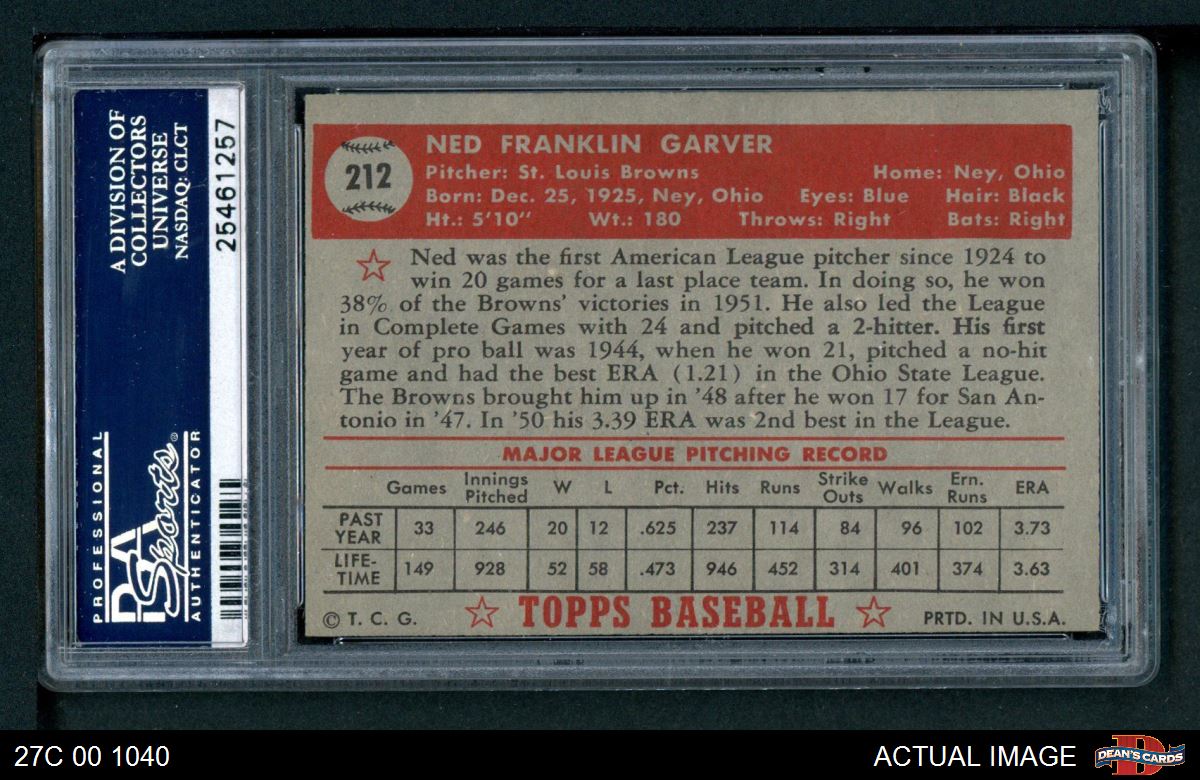 A DIVISION OF
COLLECTORS
UNIVERSE
NASDAQ: CLCT
25461257
PROFESSIONAL
PSA
Sports®
AUTHENTICATOR
212
NED FRANKLIN GARVER
Pitcher: St. Louis Browns Home: Ney, Ohio
Born: Dec. 25, 1925, Ney, Ohio Eyes: Blue Hair: Black
Ht.: 5'10" Wt.: 180 Throws: Right Bats: Right
Ned was the first American League pitcher since 1924 to
win 20 games for a last place team. In doing so, he won
38% of the Browns' victories in 1951. He also led the League
in Complete Games with 24 and pitched a 2-hitter. His first
year of pro ball was 1944, when he won 21, pitched a no-hit
game and had the best ERA (1.21) in the Ohio State League.
The Browns brought him up in '48 after he won 17 for San An-
tonio in '47. In '50 his 3.39 ERA was 2nd best in the League.
MAJOR LEAGUE PITCHING RECORD
Games Innings Pitched W L Pct. Hits Runs Strike Outs Walks Ern. Runs ERA
PAST YEAR 33 246 20 12 .625 237 114 84 96 102 3.73
LIFE-TIME 149 928 52 58 .473 946 452 314 401 374 3.63
© T. C. G. TOPPS BASEBALL PRTD. IN U.S.A.
27C 00 1040 ACTUAL IMAGE DEAN'S CARDS